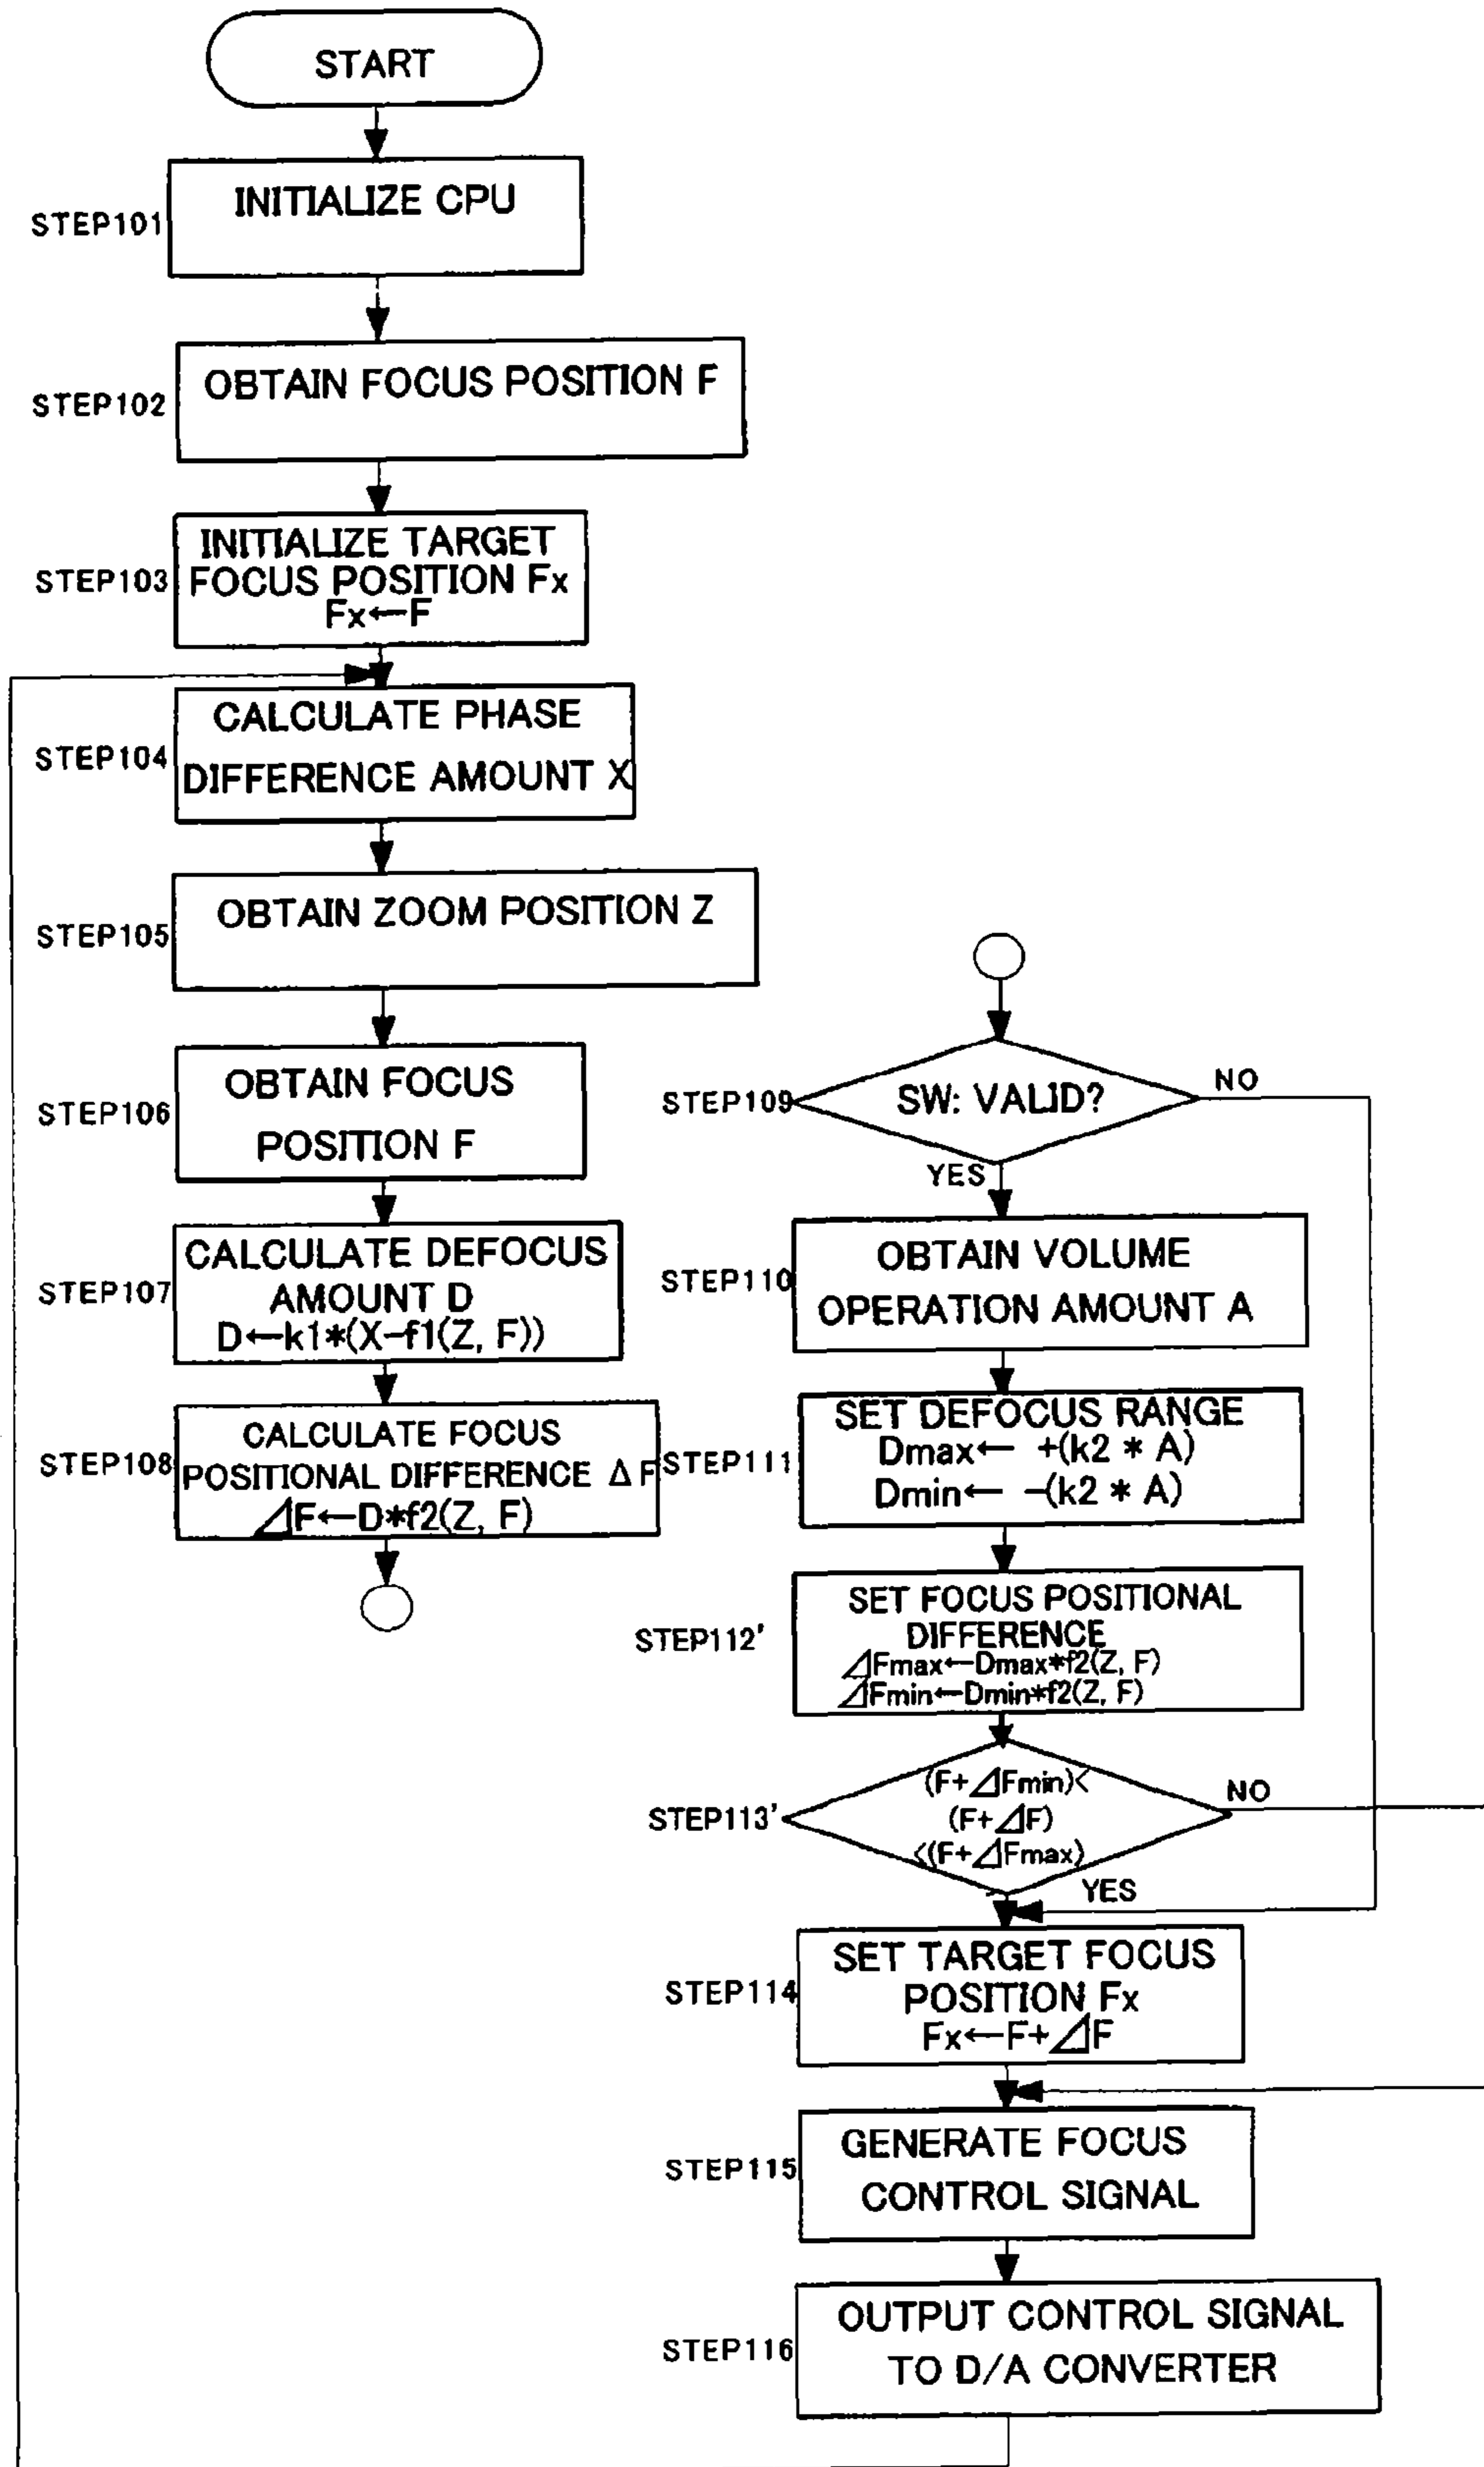 START
STEP101
INITIALIZE CPU
STEP102
OBTAIN FOCUS POSITION F
STEP103
INITIALIZE TARGET
FOCUS POSITION Fx
Fx←F
STEP104
CALCULATE PHASE
DIFFERENCE AMOUNT X
STEP105
OBTAIN ZOOM POSITION Z
STEP106
OBTAIN FOCUS
POSITION F
STEP107
CALCULATE DEFOCUS
AMOUNT D
D←k1*(X-f1(Z, F))
STEP108
CALCULATE FOCUS
POSITIONAL DIFFERENCE Δ F
⊿F←D*f2(Z, F)
STEP109
SW: VALID?
NO
YES
STEP110
OBTAIN VOLUME
OPERATION AMOUNT A
STEP111
SET DEFOCUS RANGE
Dmax← +(k2 * A)
Dmin← -(k2 * A)
STEP112'
SET FOCUS POSITIONAL
DIFFERENCE
⊿Fmax←Dmax*f2(Z, F)
⊿Fmin←Dmin*f2(Z, F)
STEP113'
(F+⊿Fmin)<
(F+⊿F)
<(F+⊿Fmax)
NO
YES
STEP114
SET TARGET FOCUS
POSITION Fx
Fx←F+⊿F
STEP115
GENERATE FOCUS
CONTROL SIGNAL
STEP116
OUTPUT CONTROL SIGNAL
TO D/A CONVERTER